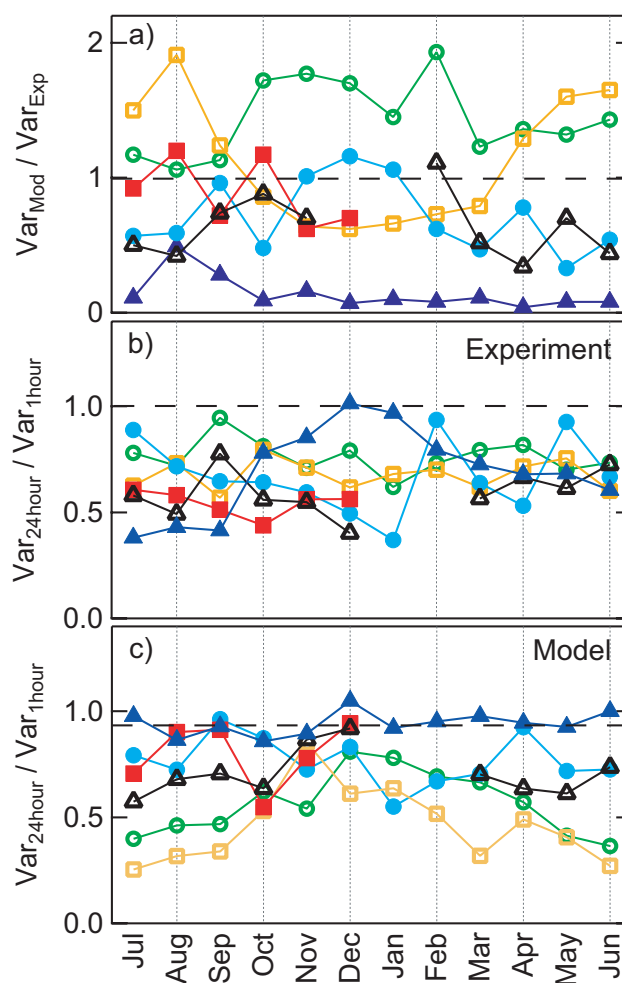 a)
Var_Mod / Var_Exp
2
1
0
b)
Experiment
Var_24hour / Var_1hour
1.0
0.5
0.0
c)
Model
Var_24hour / Var_1hour
1.0
0.5
0.0
Jul Aug Sep Oct Nov Dec Jan Feb Mar Apr May Jun